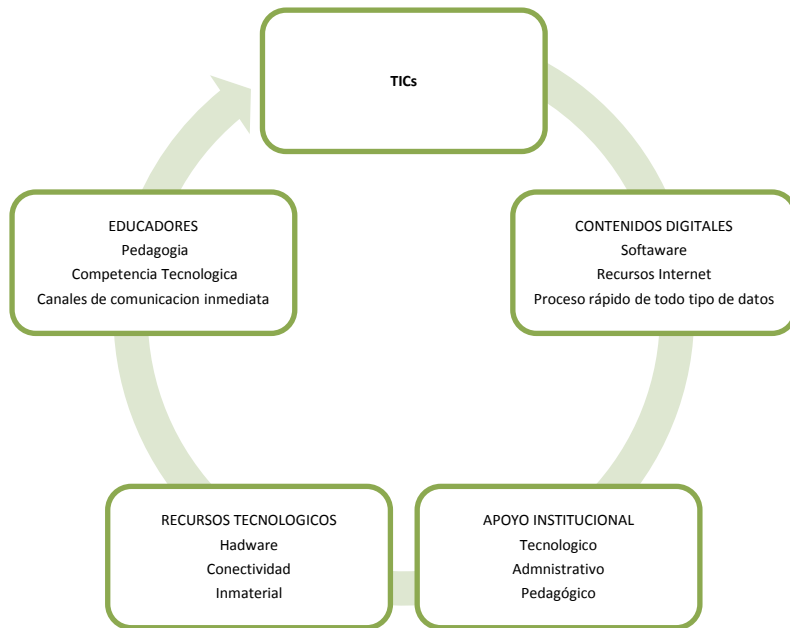 TICs
CONTENIDOS DIGITALES
Softaware
Recursos Internet
Proceso rápido de todo tipo de datos
APOYO INSTITUCIONAL
Tecnologico
Admnistrativo
Pedagógico
RECURSOS TECNOLOGICOS
Hadware
Conectividad
Inmaterial
EDUCADORES
Pedagogia
Competencia Tecnologica
Canales de comunicacion inmediata